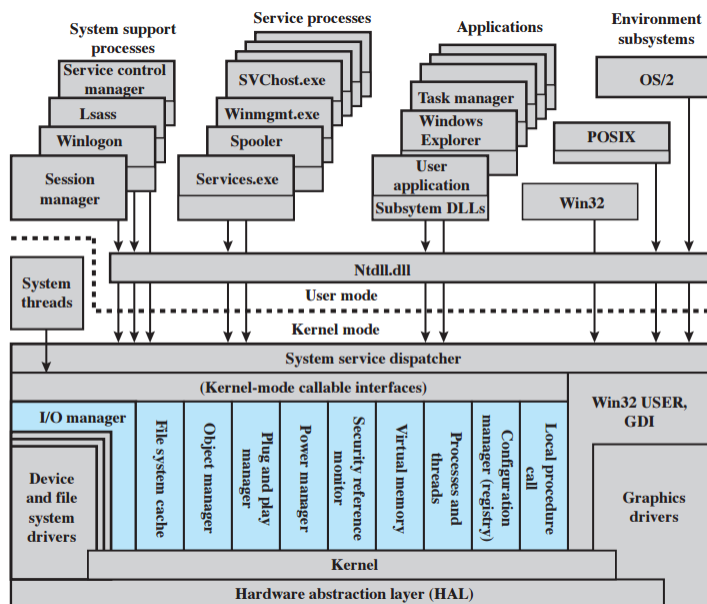 System support
processes
Service processes
Applications
Environment
subsystems
Service control
manager
Lsass
Winlogon
Session
manager
SVChost.exe
Winmgmt.exe
Spooler
Services.exe
Task manager
Windows
Explorer
User
application
Subsytem DLLs
OS/2
POSIX
Win32
System
threads
Ntdll.dll
User mode
Kernel mode
System service dispatcher
(Kernel-mode callable interfaces)
Win32 USER,
GDI
I/O manager
Device
and file
system
drivers
File system cache
Object manager
Plug and play
manager
Power manager
Security reference
monitor
Virtual memory
Processes and
threads
Configuration
manager (registry)
Local procedure
call
Graphics
drivers
Kernel
Hardware abstraction layer (HAL)